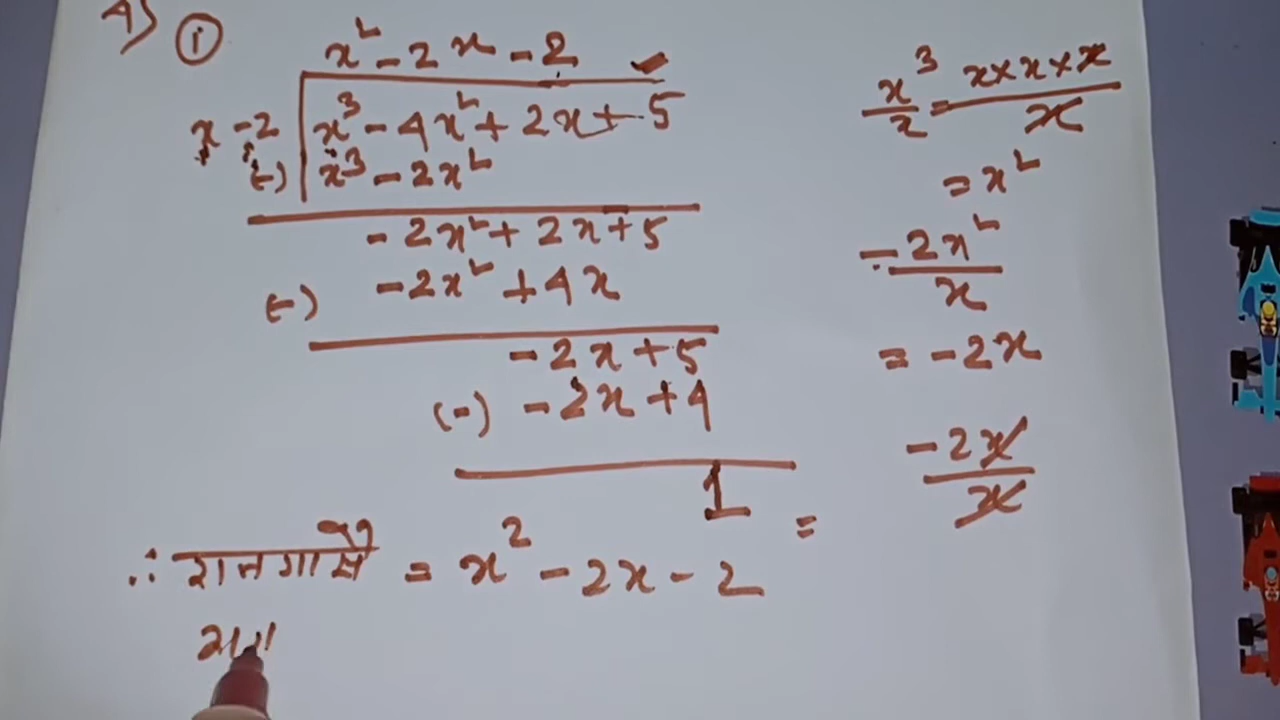 A) i
x² - 2x - 2
x - 2 | x³ - 4x² + 2x + 5
(-) x³ - 2x²
- 2x² + 2x + 5
(-) - 2x² + 4x
- 2x + 5
(-) - 2x + 4
1
∴ = x² - 2x - 2
x³/x = x×x×x/x
= x²
- 2x²/x
= - 2x
- 2x/x
=